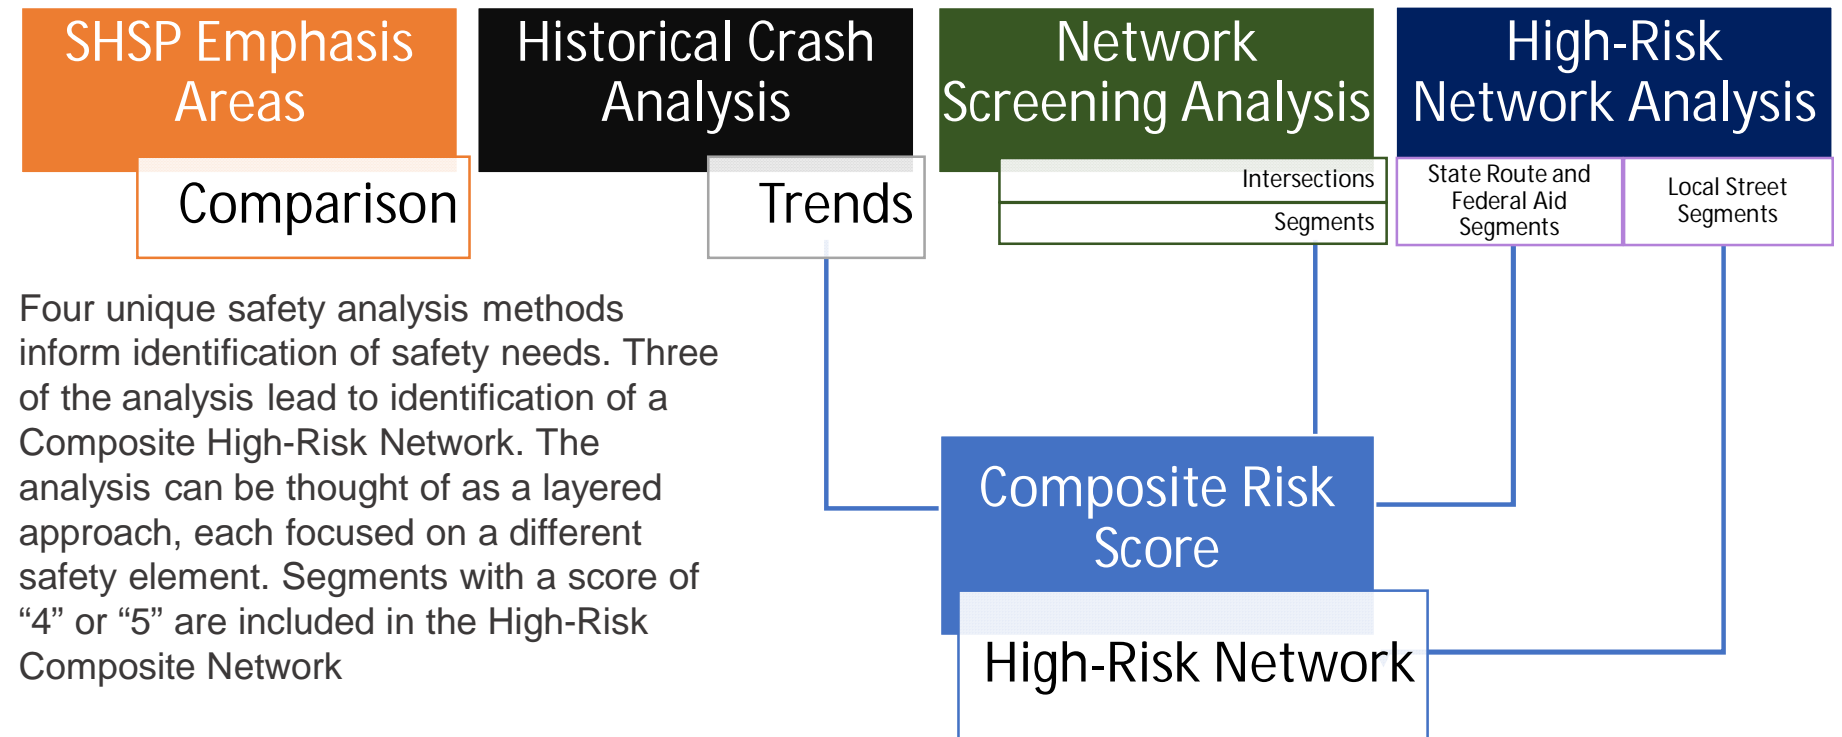 SHSP Emphasis
Areas
Comparison
Historical Crash
Analysis
Trends
Network
Screening Analysis
Intersections
Segments
High-Risk
Network Analysis
State Route and
Federal Aid
Segments
Local Street
Segments
Four unique safety analysis methods
inform identification of safety needs. Three
of the analysis lead to identification of a
Composite High-Risk Network. The
analysis can be thought of as a layered
approach, each focused on a different
safety element. Segments with a score of
“4” or “5” are included in the High-Risk
Composite Network
Composite Risk
Score
High-Risk Network